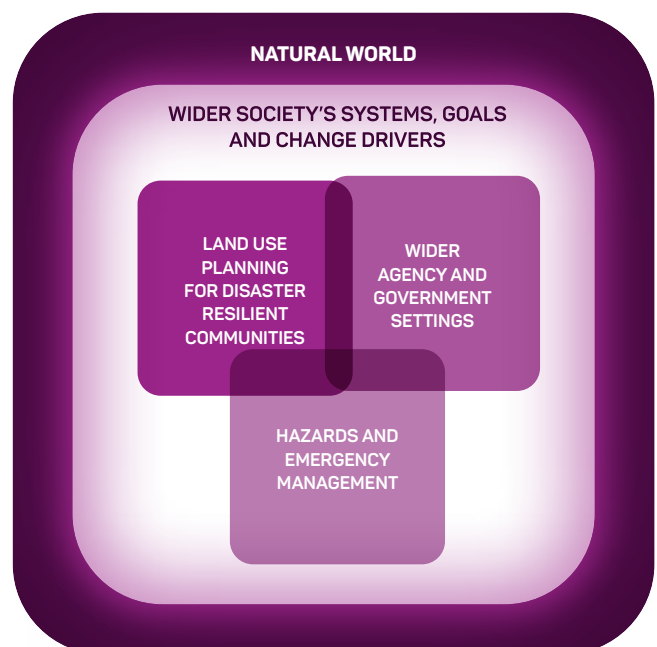 NATURAL WORLD
WIDER SOCIETY'S SYSTEMS, GOALS
AND CHANGE DRIVERS
LAND USE
PLANNING
FOR DISASTER
RESILIENT
COMMUNITIES
WIDER
AGENCY AND
GOVERNMENT
SETTINGS
HAZARDS AND
EMERGENCY
MANAGEMENT